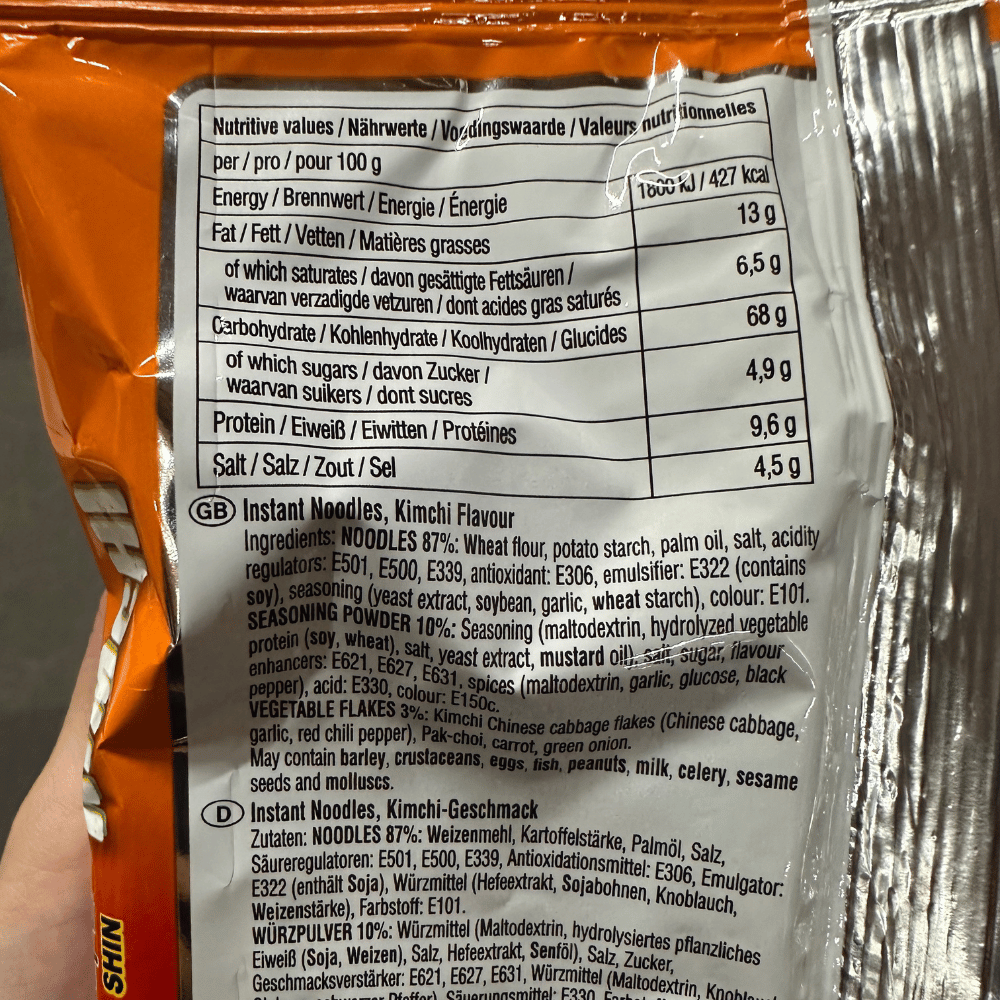 Nutritive values / Nährwerte / Voedingswaarde / Valeurs nutritionnelles
per / pro / pour 100 g
Energy / Brennwert / Energie / Énergie 1800 KJ / 427 kcal
Fat / Fett / Vetten / Matières grasses 13 g
of which saturates / davon gesättigte Fettsäuren /
waarvan verzadigde vetzuren / dont acides gras saturés 6,5 g
Carbohydrate / Kohlenhydrate / Koolhydraten / Glucides 68 g
of which sugars / davon Zucker /
waarvan suikers / dont sucres 4,9 g
Protein / Eiweiß / Eiwitten / Protéines 9,6 g
Salt / Salz / Zout / Sel 4,5 g
GB Instant Noodles, Kimchi Flavour
Ingredients: NOODLES 87%: Wheat flour, potato starch, palm oil, salt, acidity
regulators: E501, E500, E339, antioxidant: E306, emulsifier: E322 (contains
soy), seasoning (yeast extract, soybean, garlic, wheat starch), colour: E101.
SEASONING POWDER 10%: Seasoning (maltodextrin, hydrolyzed vegetable
protein (soy, wheat), salt, yeast extract, mustard oil), salt, sugar, flavour
enhancers: E621, E627, E631, spices (maltodextrin, garlic, glucose, black
pepper), acid: E330, colour: E150c.
VEGETABLE FLAKES 3%: Kimchi Chinese cabbage flakes (Chinese cabbage,
garlic, red chili pepper), Pak-choi, carrot, green onion.
May contain barley, crustaceans, eggs, fish, peanuts, milk, celery, sesame
seeds and molluscs.
D Instant Noodles, Kimchi-Geschmack
Zutaten: NOODLES 87%: Weizenmehl, Kartoffelstärke, Palmöl, Salz,
Säureregulatoren: E501, E500, E339, Antioxidationsmittel: E306, Emulgator:
E322 (enthält Soja), Würzmittel (Hefeextrakt, Sojabohnen, Knoblauch,
Weizenstärke), Farbstoff: E101.
WÜRZPULVER 10%: Würzmittel (Maltodextrin, hydrolysiertes pflanzliches
Eiweiß (Soja, Weizen), Salz, Hefeextrakt, Senföl), Salz, Zucker,
Geschmacksverstärker: E621, E627, E631, Würzmittel (Maltodextrin,
Säuerungsmittel: E330
SHIN